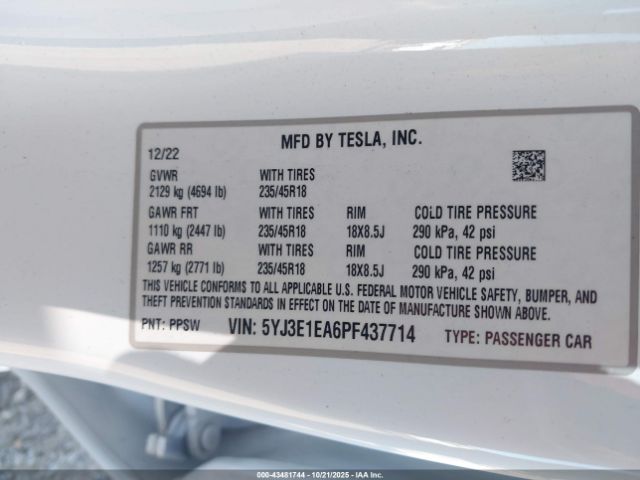 MFD BY TESLA, INC.
12/22
GVWR WITH TIRES
2129 kg (4694 lb) 235/45R18
GAWR FRT WITH TIRES RIM COLD TIRE PRESSURE
1110 kg (2447 lb) 235/45R18 18X8.5J 290 kPa, 42 psi
GAWR RR WITH TIRES RIM COLD TIRE PRESSURE
1257 kg (2771 lb) 235/45R18 18X8.5J 290 kPa, 42 psi
THIS VEHICLE CONFORMS TO ALL APPLICABLE U.S. FEDERAL MOTOR VEHICLE SAFETY, BUMPER, AND
THEFT PREVENTION STANDARDS IN EFFECT ON THE DATE OF MANUFACTURE SHOWN ABOVE.
PNT: PPSW VIN: 5YJ3E1EA6PF437714 TYPE: PASSENGER CAR
000-43481744 - 10/21/2025 - IAA Inc.